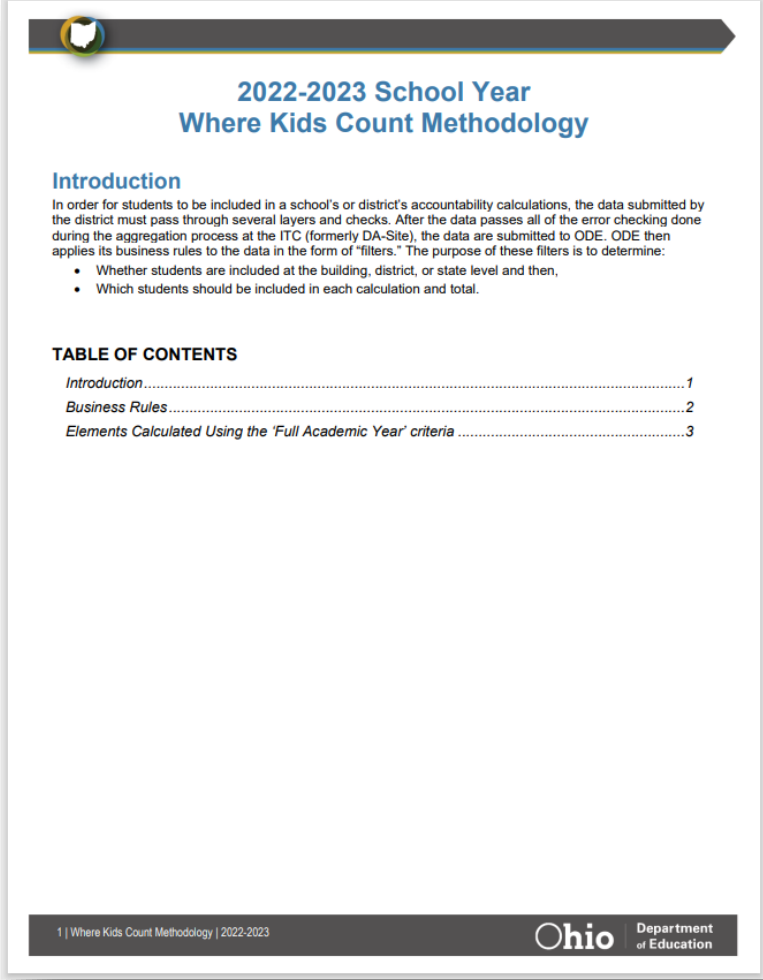 2022-2023 School Year
Where Kids Count Methodology
Introduction
In order for students to be included in a school's or district's accountability calculations, the data submitted by
the district must pass through several layers and checks. After the data passes all of the error checking done
during the aggregation process at the ITC (formerly DA-Site), the data are submitted to ODE. ODE then
applies its business rules to the data in the form of “filters.” The purpose of these filters is to determine:
• Whether students are included at the building, district, or state level and then,
• Which students should be included in each calculation and total.
TABLE OF CONTENTS
Introduction.....................................................................................................................................1
Business Rules...............................................................................................................................2
Elements Calculated Using the ‘Full Academic Year’ criteria .......................................................3
1 | Where Kids Count Methodology | 2022-2023
Ohio
Department
of Education